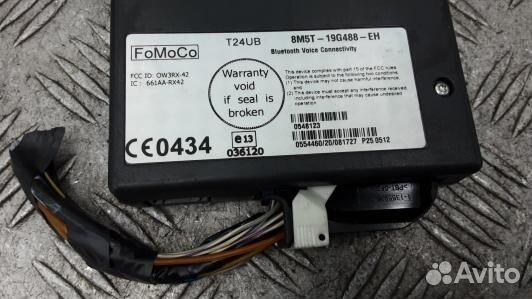 FoMoCo
T24UB
8M5T-19G488-EH
Bluetooth Voice Connectivity
FCC ID: OW3RX-42
IC: 661AA-RX42
Warranty
void
if seal is
broken
This device complies with part 15 of the FCC rules
Operation is subject to the following two conditions:
(1) This device may not cause harmful interference,
and
(2) This device must accept any interference
received, including interference that may cause
undesired operation.
CE0434
e13
036120
0548123
0554460/20/081727 P25 0512
>PBT-GF
Avito